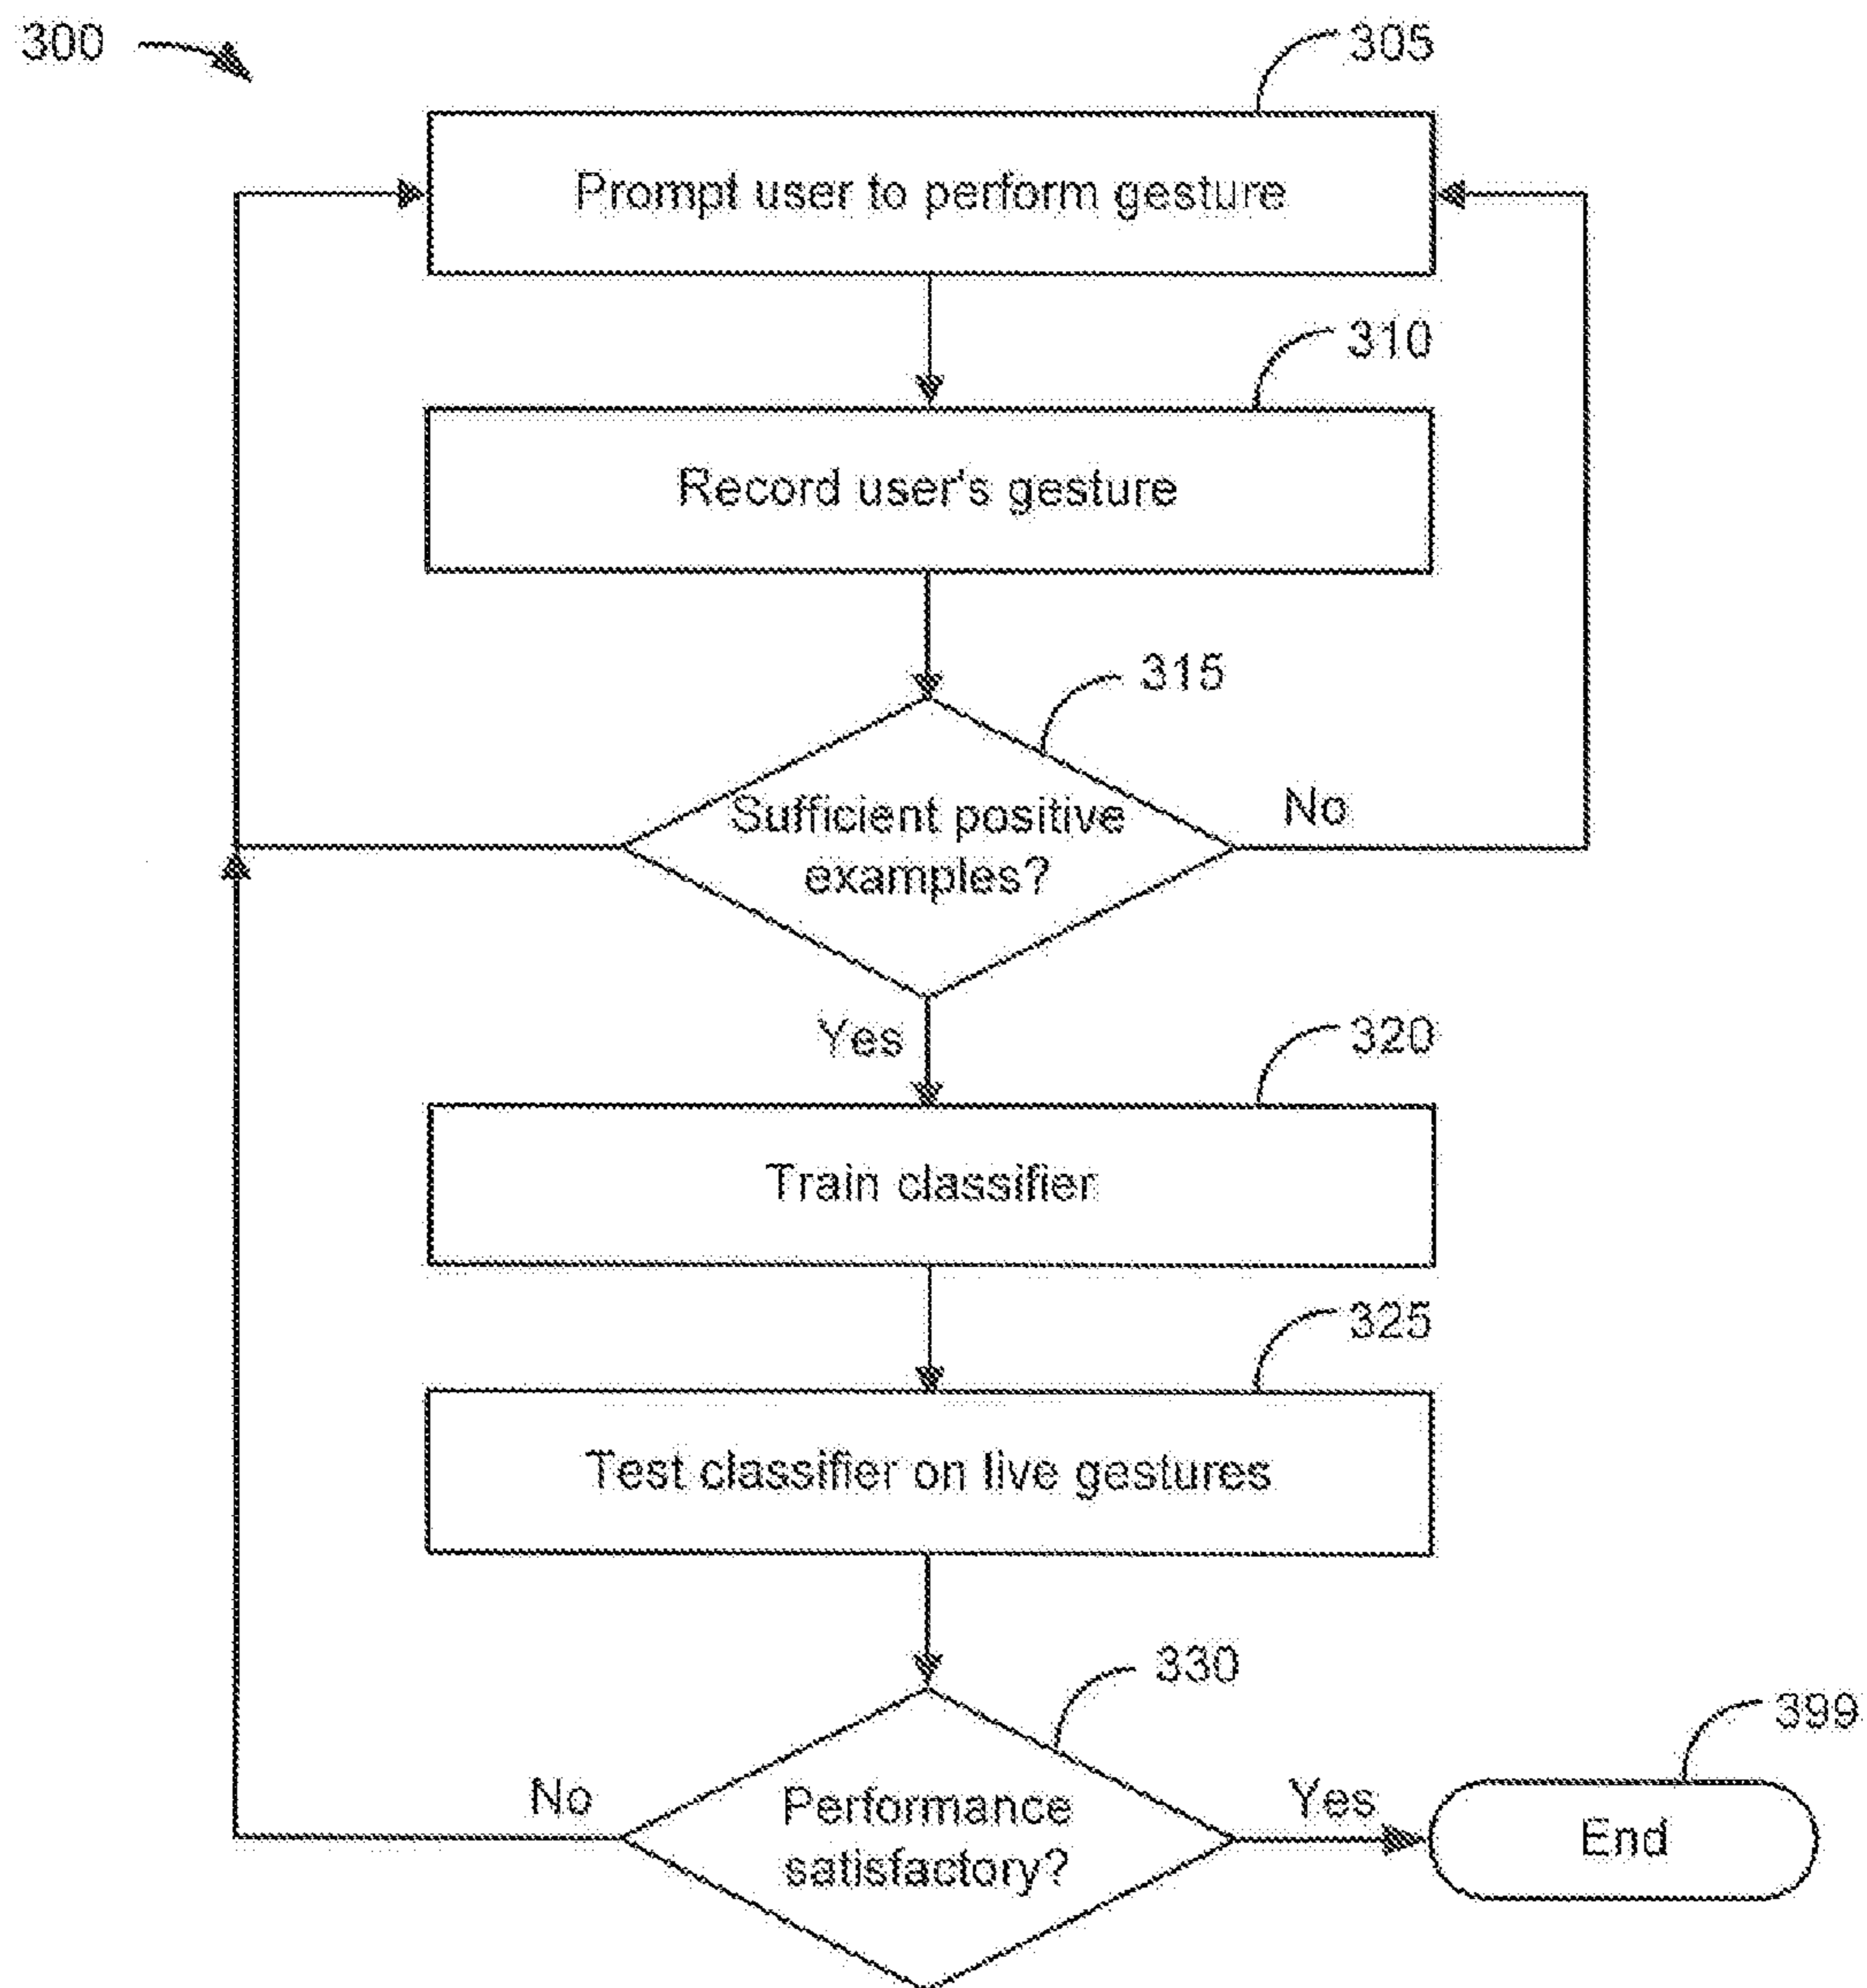 300
305
Prompt user to perform gesture
310
Record user's gesture
315
Sufficient positive
examples?
No
Yes
320
Train classifier
325
Test classifier on live gestures
330
399
No
Performance
satisfactory?
Yes
End